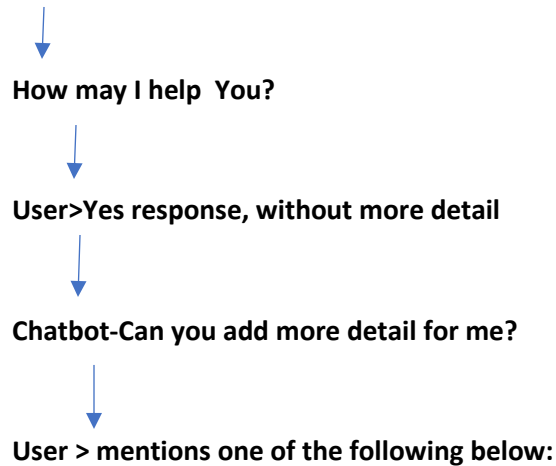 How may I help  You?
User>Yes response, without more detail
Chatbot-Can you add more detail for me?
User > mentions one of the following below: